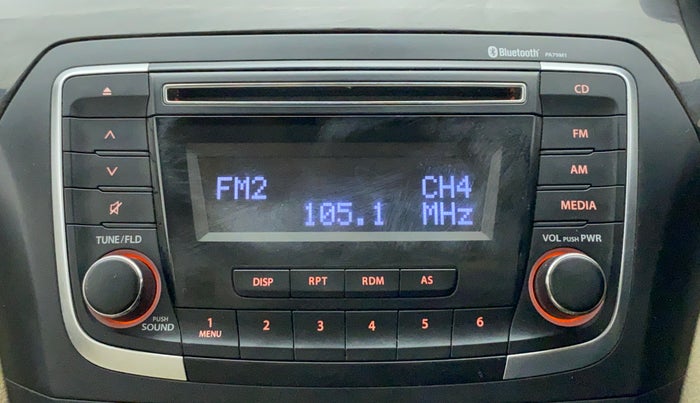 Bluetooth PA79M1
CD
FM
AM
MEDIA
FM2 CH4
105.1 MHz
TUNE/FLD
VOL PUSH PWR
DISP RPT RDM AS
PUSH
SOUND
1 2 3 4 5 6
MENU